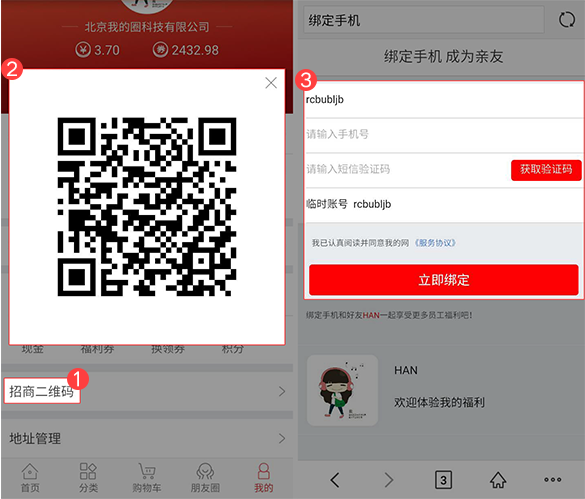 北京我的圈科技有限公司
3.70
券 2432.98
2
现金 福利券 换领券 积分
1
招商二维码
地址管理
首页 分类 购物车 朋友圈 我的
绑定手机
绑定手机 成为亲友
3
rcbubljb
请输入手机号
请输入短信验证码 获取验证码
临时账号 rcbubljb
我已认真阅读并同意我的网《服务协议》
立即绑定
绑定手机和好友HAN一起享受更多员工福利吧！
HAN
欢迎体验我的福利
3